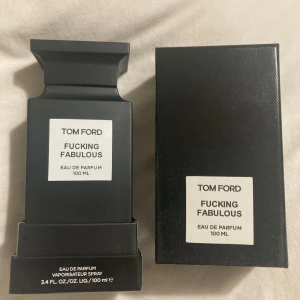 TOM FORD
FUCKING
FABULOUS
EAU DE PARFUM
100 ML
EAU DE PARFUM
VAPORISATEUR SPRAY
3.4 FL. OZ./OZ. LIQ./100 ml ℮
TOM FORD
FUCKING
FABULOUS
EAU DE PARFUM
100 ML